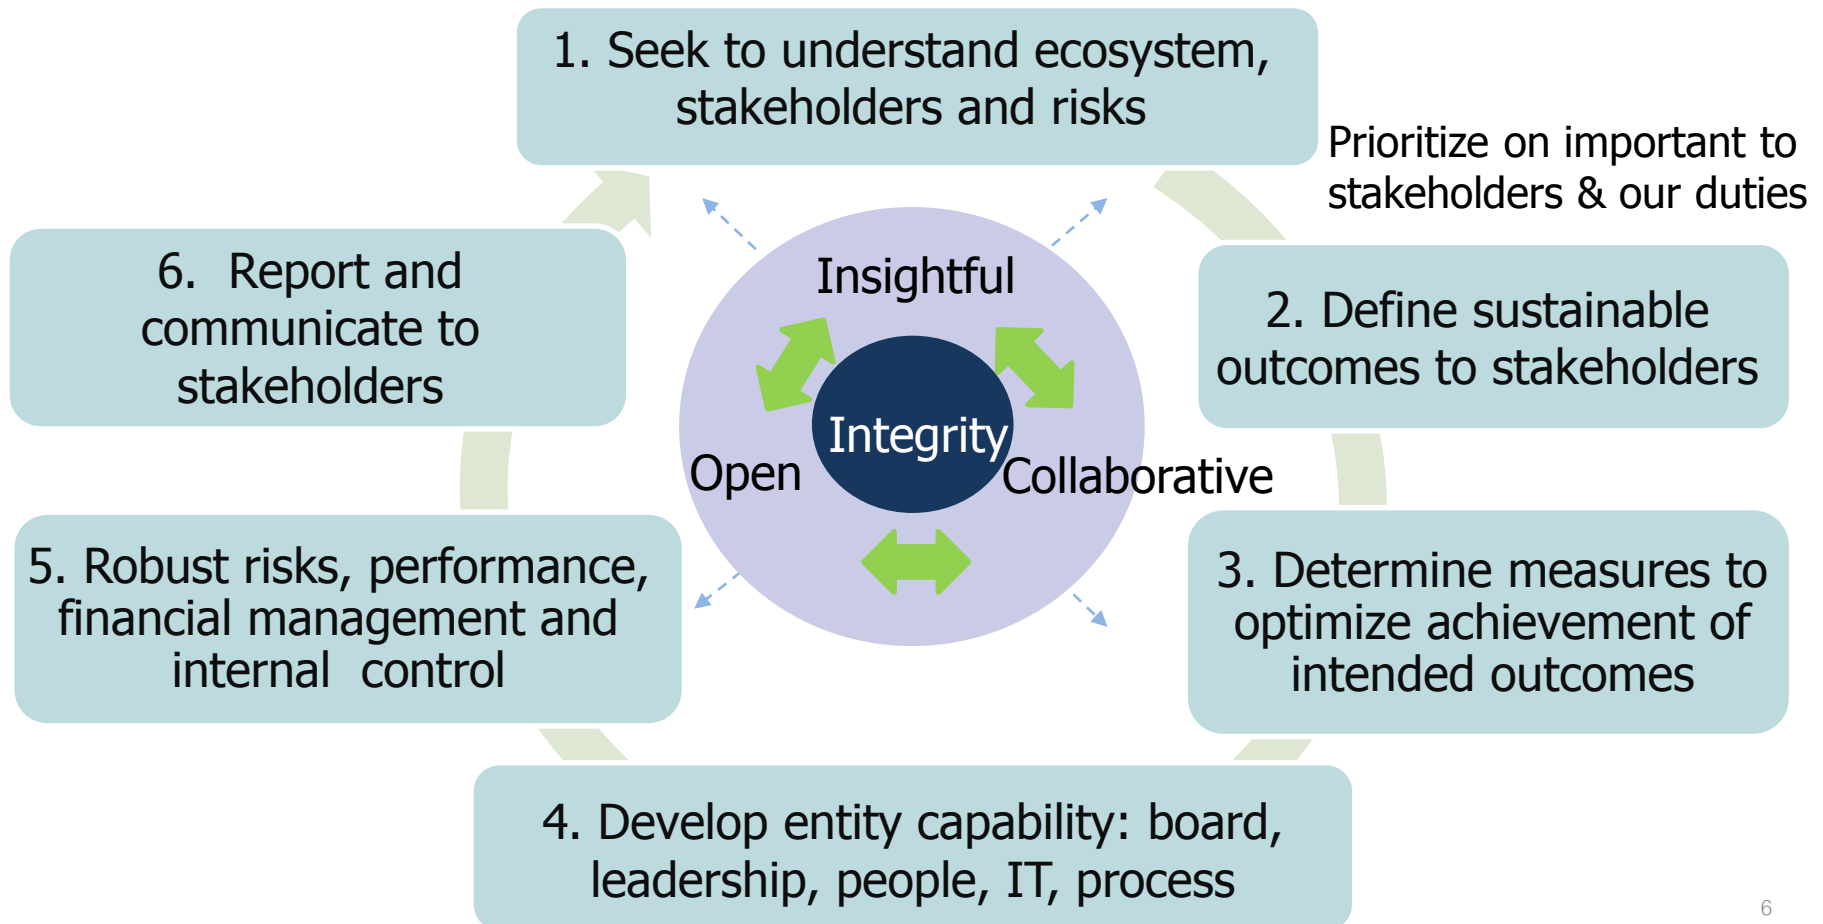 1. Seek to understand ecosystem,
stakeholders and risks
Prioritize on important to
stakeholders & our duties
2. Define sustainable
outcomes to stakeholders
3. Determine measures to
optimize achievement of
intended outcomes
4. Develop entity capability: board,
leadership, people, IT, process
5. Robust risks, performance,
financial management and
internal  control
6.  Report and
communicate to
stakeholders
Insightful
Integrity
Open
Collaborative
6